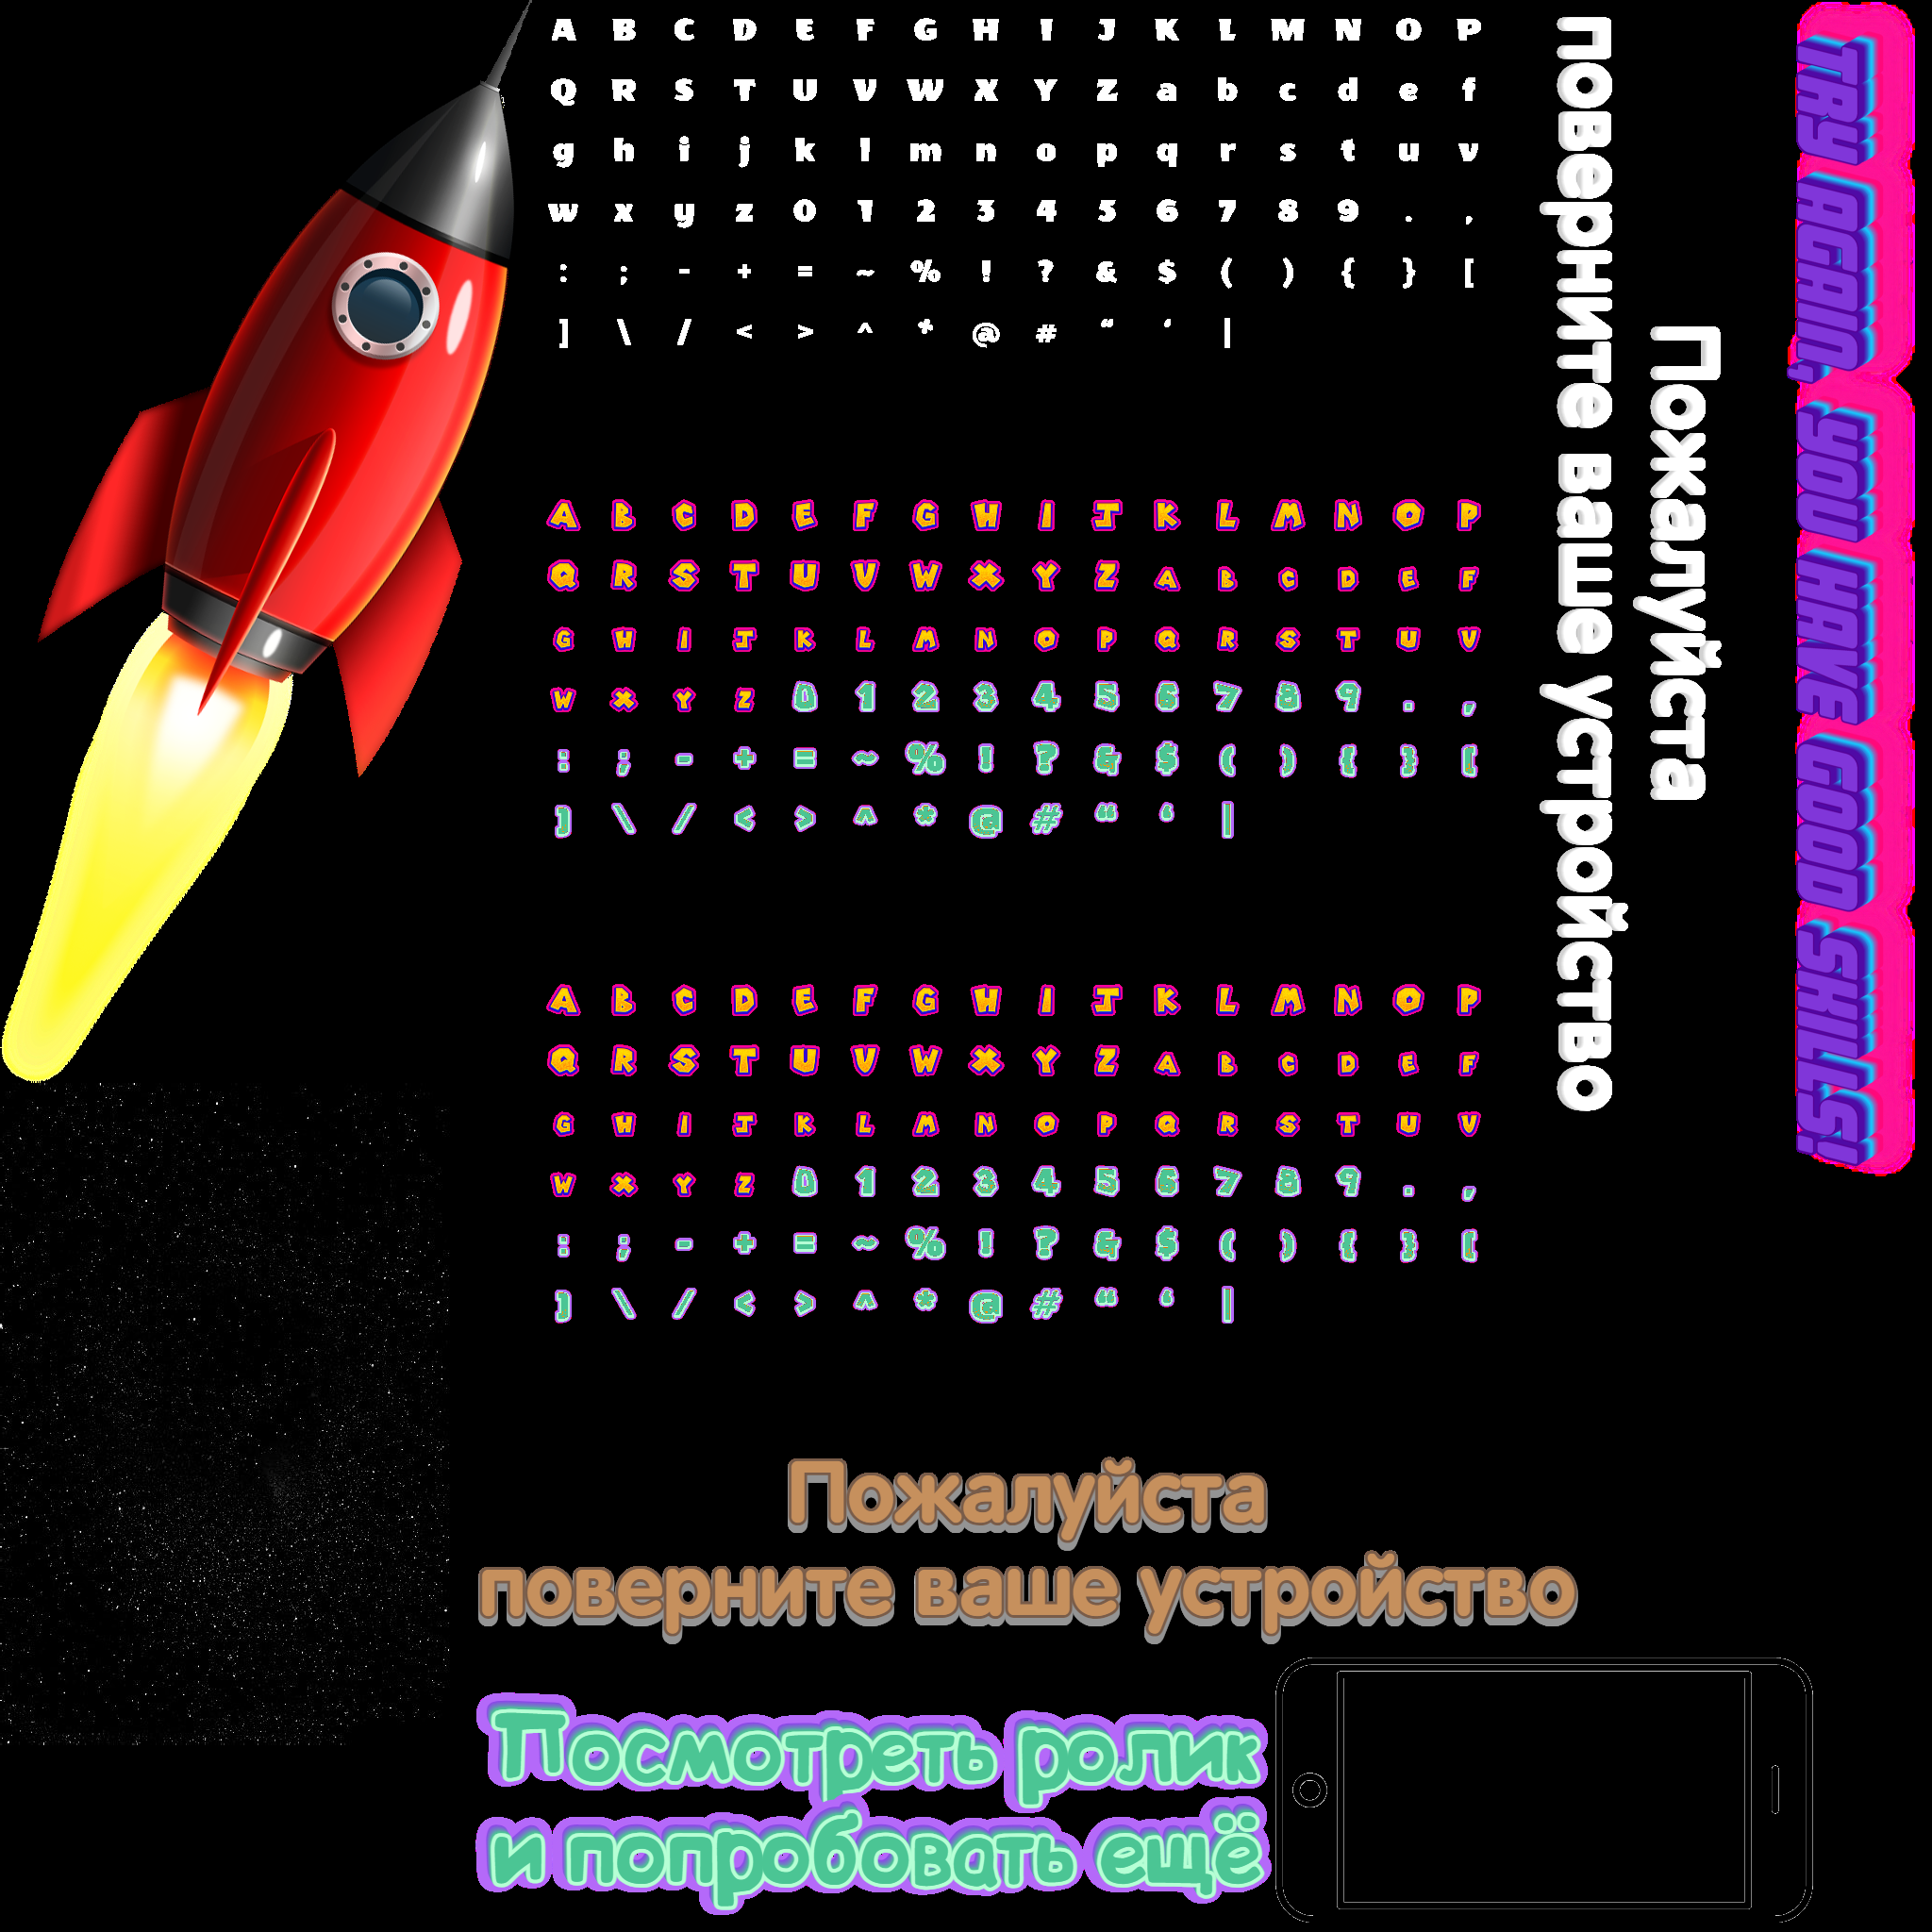 A B C D E F G H I J K L M N O P
Q R S T U V W X Y Z a b c d e f
g h i j k l m n o p q r s t u v
w x y z 0 1 2 3 4 5 6 7 8 9 . ,
: ; - + = ~ % ! ? & $ ( ) { } [
] \ / < > ^ * @ # “ ‘ |
A B C D E F G H I J K L M N O P
Q R S T U V W X Y Z A B C D E F
G H I J K L M N O P Q R S T U V
W X Y Z 0 1 2 3 4 5 6 7 8 9 . ,
: ; - + = ~ % ! ? & $ ( ) { } [
] \ / < > ^ * @ # “ ‘ |
A B C D E F G H I J K L M N O P
Q R S T U V W X Y Z A B C D E F
G H I J K L M N O P Q R S T U V
W X Y Z 0 1 2 3 4 5 6 7 8 9 . ,
: ; - + = ~ % ! ? & $ ( ) { } [
] \ / < > ^ * @ # “ ‘ |
Пожалуйста
поверните ваше устройство
TRY AGAIN, YOU HAVE GOOD SKILLS!
Пожалуйста
поверните ваше устройство
Посмотреть ролик
и попробовать ещё